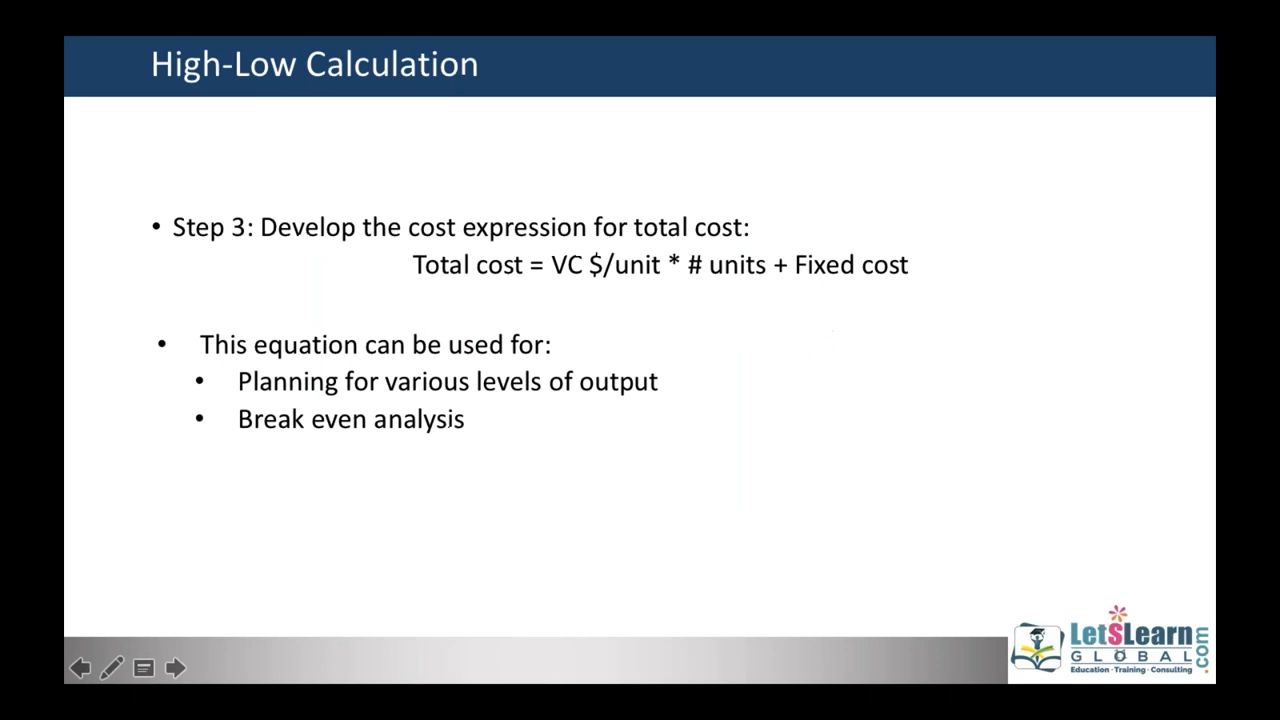 High-Low Calculation
• Step 3: Develop the cost expression for total cost:
Total cost = VC $/unit * # units + Fixed cost
• This equation can be used for:
• Planning for various levels of output
• Break even analysis
LetSLearn
GLOBAL
.com
Education · Training · Consulting